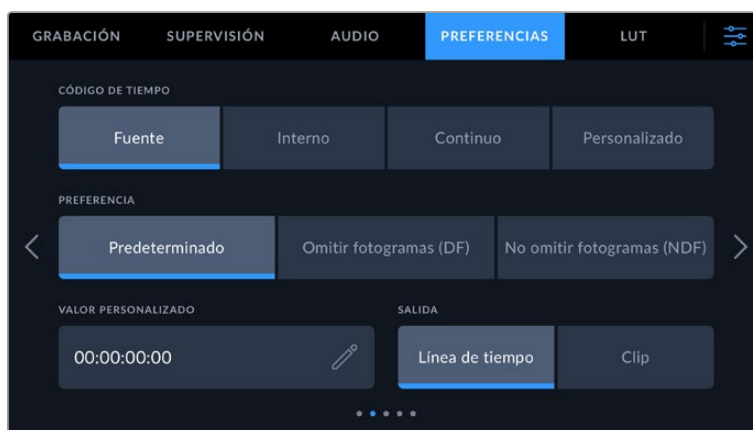 GRABACIÓN SUPERVISIÓN AUDIO PREFERENCIAS LUT
CÓDIGO DE TIEMPO
Fuente Interno Continuo Personalizado
PREFERENCIA
Predeterminado Omitir fotogramas (DF) No omitir fotogramas (NDF)
VALOR PERSONALIZADO SALIDA
00:00:00:00 Línea de tiempo Clip